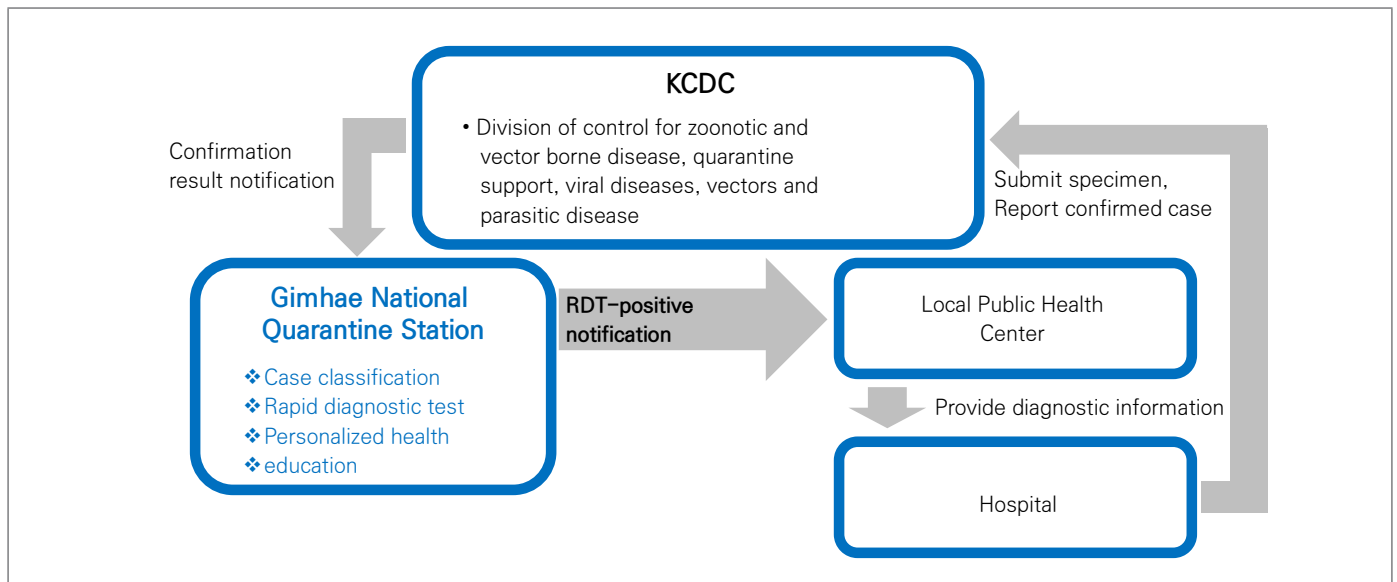 KCDC
• Division of control for zoonotic and
vector borne disease, quarantine
support, viral diseases, vectors and
parasitic disease
Confirmation
result notification
Submit specimen,
Report confirmed case
Gimhae National
Quarantine Station
❖ Case classification
❖ Rapid diagnostic test
❖ Personalized health
❖ education
RDT-positive
notification
Local Public Health
Center
Provide diagnostic information
Hospital